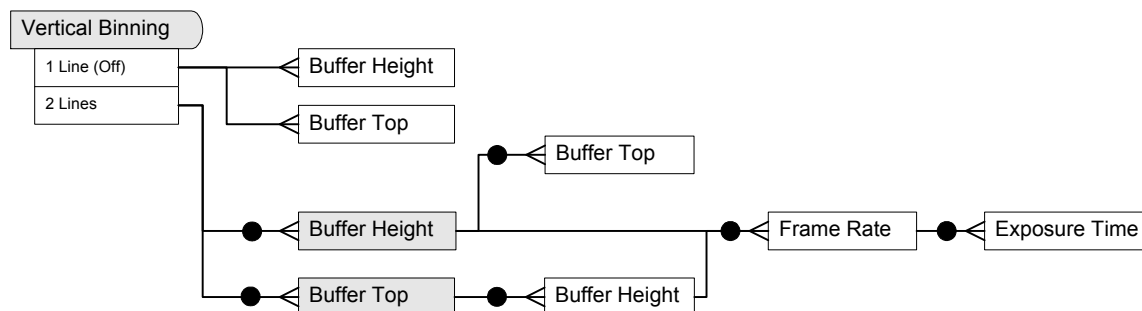 Vertical Binning
1 Line (Off)
Buffer Height
2 Lines
Buffer Top
Buffer Top
Buffer Height
Frame Rate
Exposure Time
Buffer Top
Buffer Height